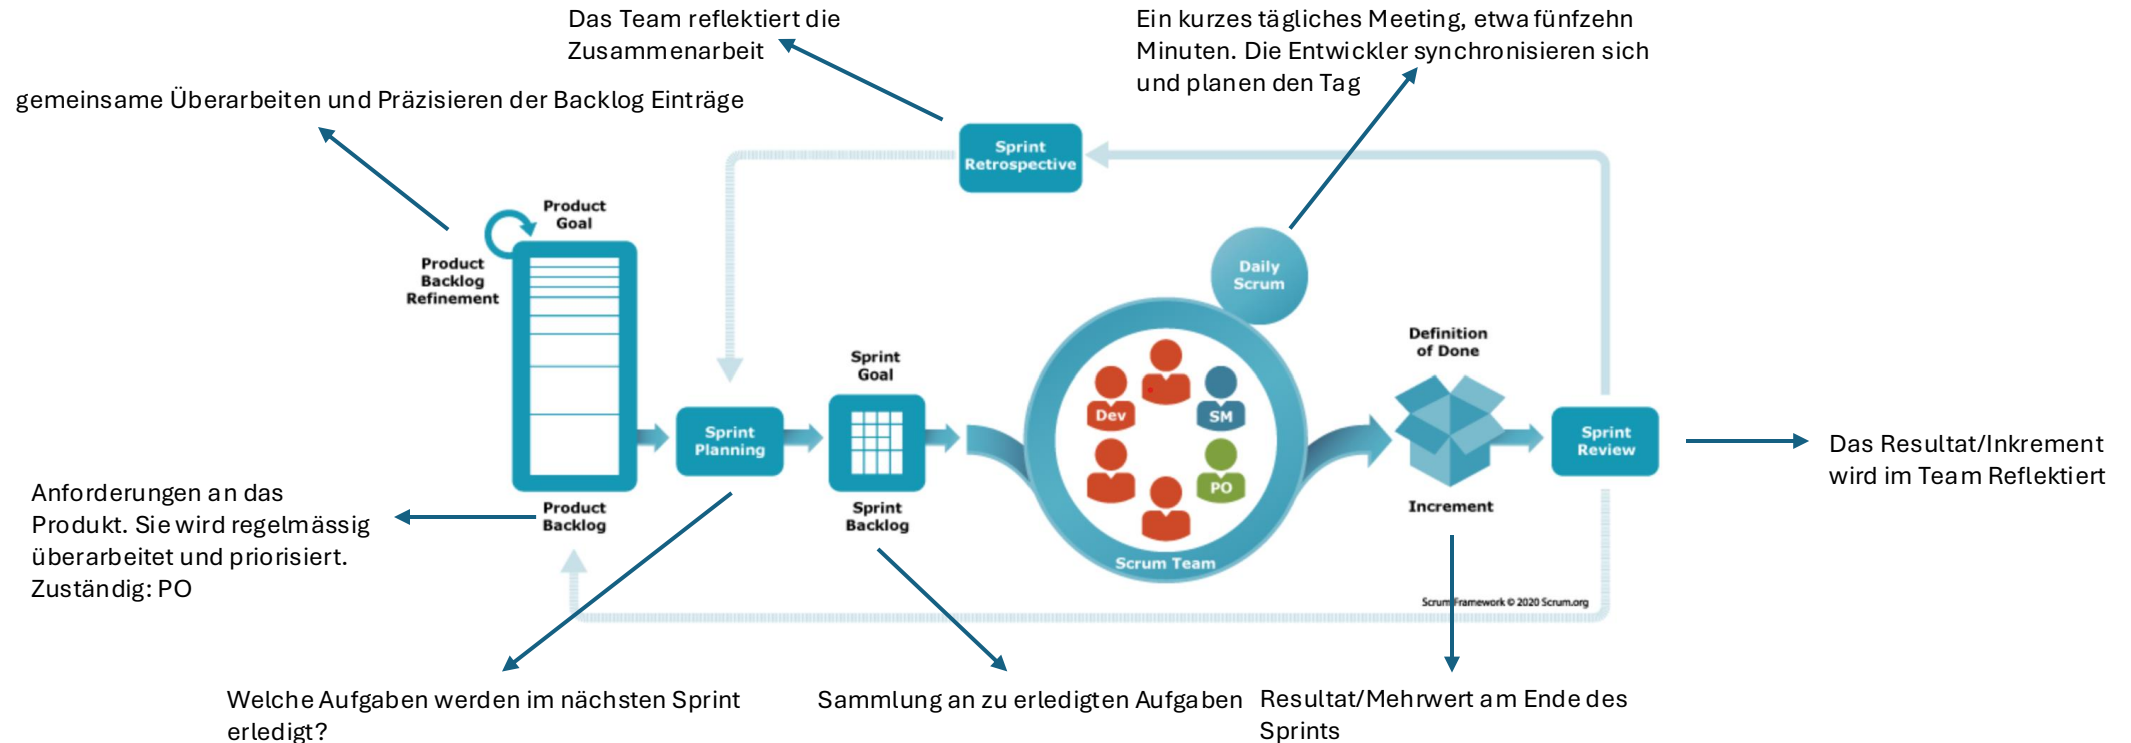 Das Team reflektiert die
Zusammenarbeit
Ein kurzes tägliches Meeting, etwa fünfzehn
Minuten. Die Entwickler synchronisieren sich
und planen den Tag
gemeinsame Überarbeiten und Präzisieren der Backlog Einträge
Sprint
Retrospective
Product
Goal
Product
Backlog
Refinement
Daily
Scrum
Definition
of Done
Sprint
Goal
Dev
SM
PO
Sprint
Planning
Sprint
Review
Das Resultat/Inkrement
wird im Team Reflektiert
Anforderungen an das
Produkt. Sie wird regelmässig
überarbeitet und priorisiert.
Zuständig: PO
Product
Backlog
Sprint
Backlog
Increment
Scrum Team
Scrum Framework © 2020 Scrum.org
Welche Aufgaben werden im nächsten Sprint
erledigt?
Sammlung an zu erledigten Aufgaben
Resultat/Mehrwert am Ende des
Sprints